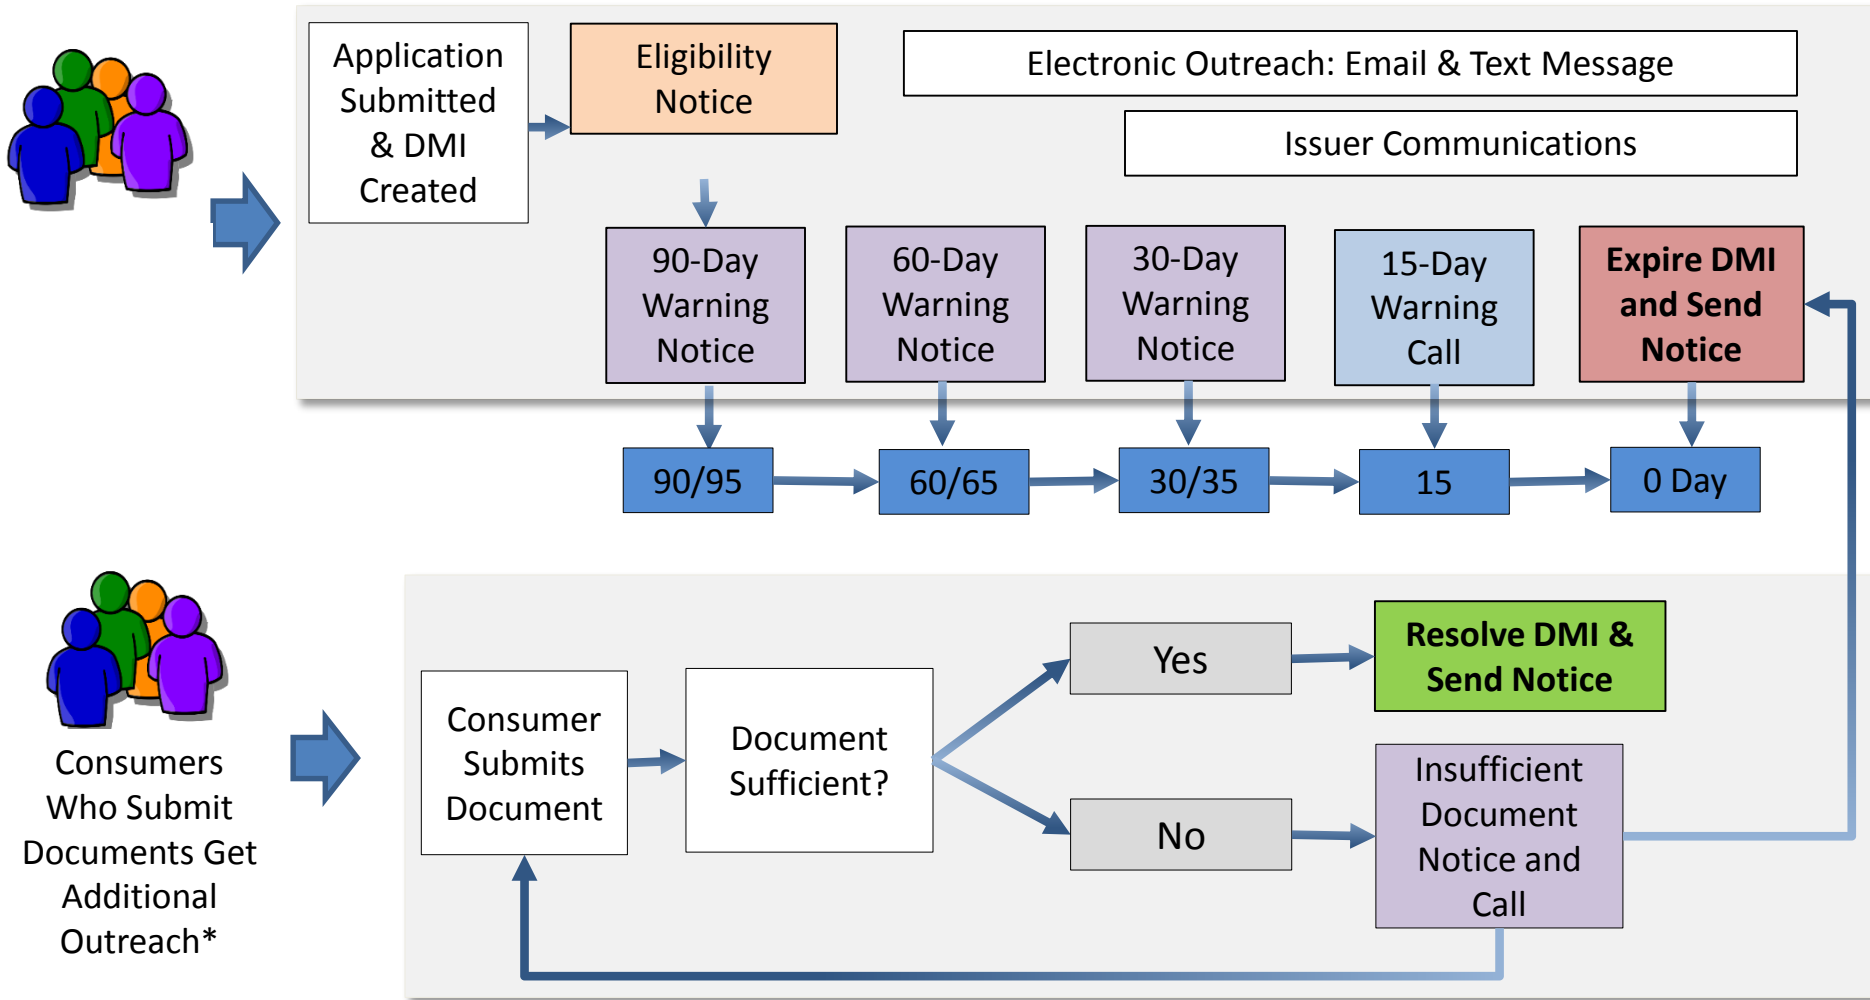 Application
Submitted
& DMI
Created
Eligibility
Notice
Electronic Outreach: Email & Text Message
Issuer Communications
90-Day
Warning
Notice
60-Day
Warning
Notice
30-Day
Warning
Notice
15-Day
Warning
Call
Expire DMI
and Send
Notice
90/95
60/65
30/35
15
0 Day
Consumers
Who Submit
Documents Get
Additional
Outreach*
Consumer
Submits
Document
Document
Sufficient?
Yes
Resolve DMI &
Send Notice
No
Insufficient
Document
Notice and
Call